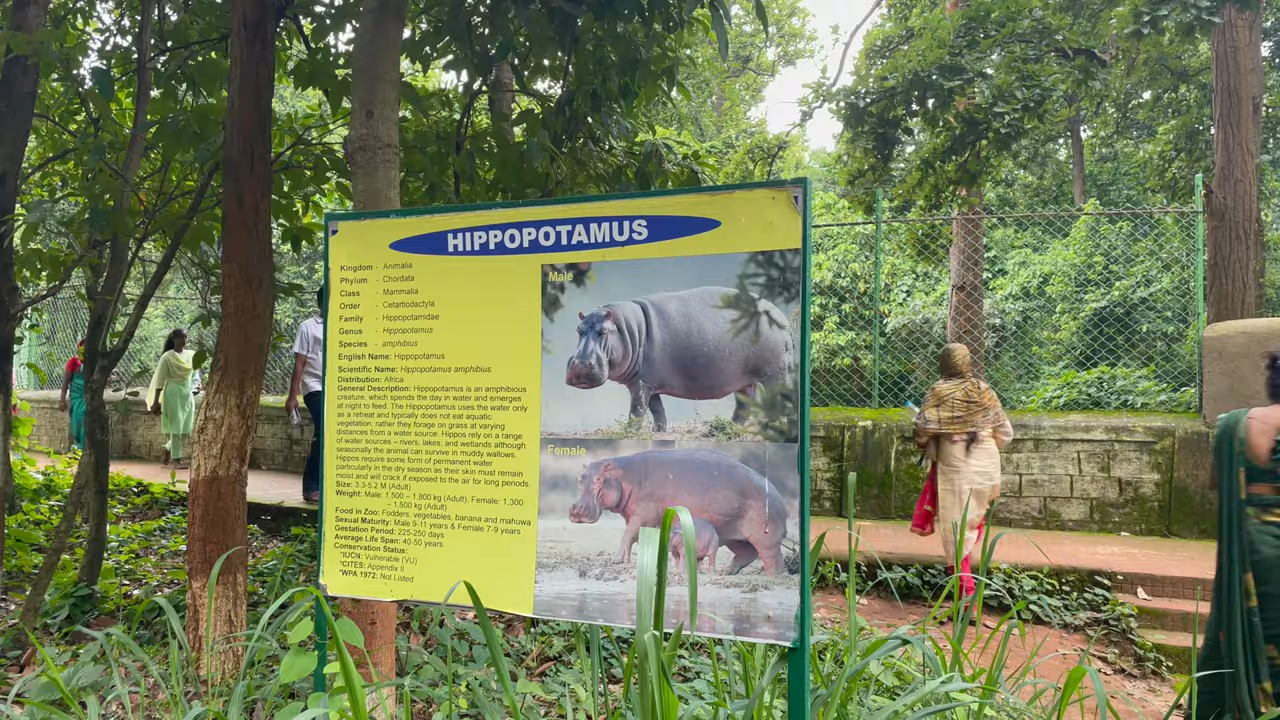 HIPPOPOTAMUS
Kingdom - Animalia
Phylum - Chordata
Class - Mammalia
Order - Cetartiodactyla
Family - Hippopotamidae
Genus - Hippopotamus
Species - amphibius
English Name: Hippopotamus
Scientific Name: Hippopotamus amphibius
Distribution: Africa
General Description: Hippopotamus is an amphibious
creature, which spends the day in water and emerges
at night to feed. The Hippopotamus uses the water only
as a retreat and typically does not eat aquatic
vegetation, rather they forage on grass at varying
distances from a water source. Hippos rely on a range
of water sources – rivers, lakes, and wetlands although
seasonally the animal can survive in muddy wallows.
Hippos require some form of permanent water
particularly in the dry season as their skin must remain
moist and will crack if exposed to the air for long periods.
Size: 3.3-5.2 M (Adult)
Weight: Male: 1,500 – 1,800 kg (Adult), Female: 1,300
– 1,500 kg (Adult)
Food in Zoo: Fodders, vegetables, banana and mahuwa
Sexual Maturity: Male 9-11 years & Female 7-9 years
Gestation Period: 225-250 days
Average Life Span: 40-50 years
Conservation Status:
*IUCN: Vulnerable (VU)
*CITES: Appendix II
*WPA 1972: Not Listed
Male
Female